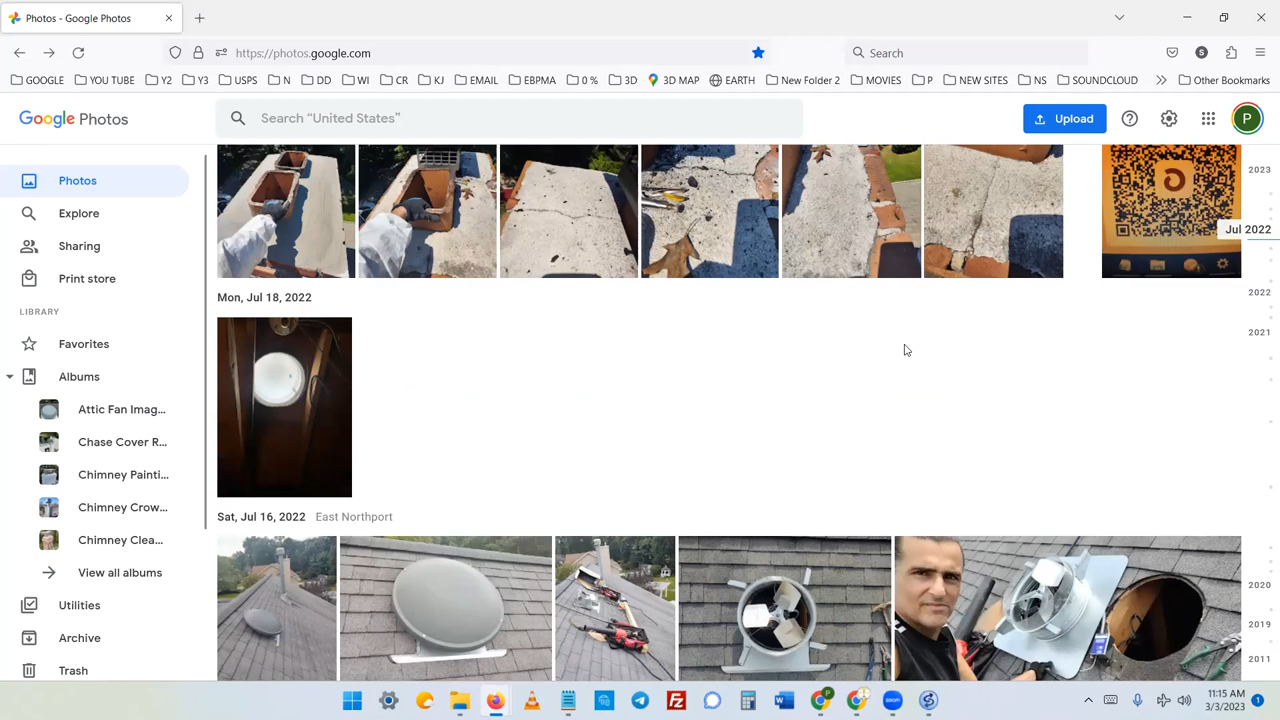 Photos - Google Photos
https://photos.google.com
Search
GOOGLE YOU TUBE Y2 Y3 USPS N DD WI CR KJ EMAIL EBPMA 0 % 3D 3D MAP EARTH New Folder 2 MOVIES P NEW SITES NS SOUNDCLOUD Other Bookmarks
Google Photos
Search “United States”
Upload
P
Photos
Explore
Sharing
Print store
LIBRARY
Favorites
Albums
Attic Fan Imag...
Chase Cover R...
Chimney Painti...
Chimney Crow...
Chimney Clea...
View all albums
Utilities
Archive
Trash
Mon, Jul 18, 2022
Sat, Jul 16, 2022 East Northport
2023
Jul 2022
2022
2021
2020
2019
2011
11:15 AM
3/3/2023
1